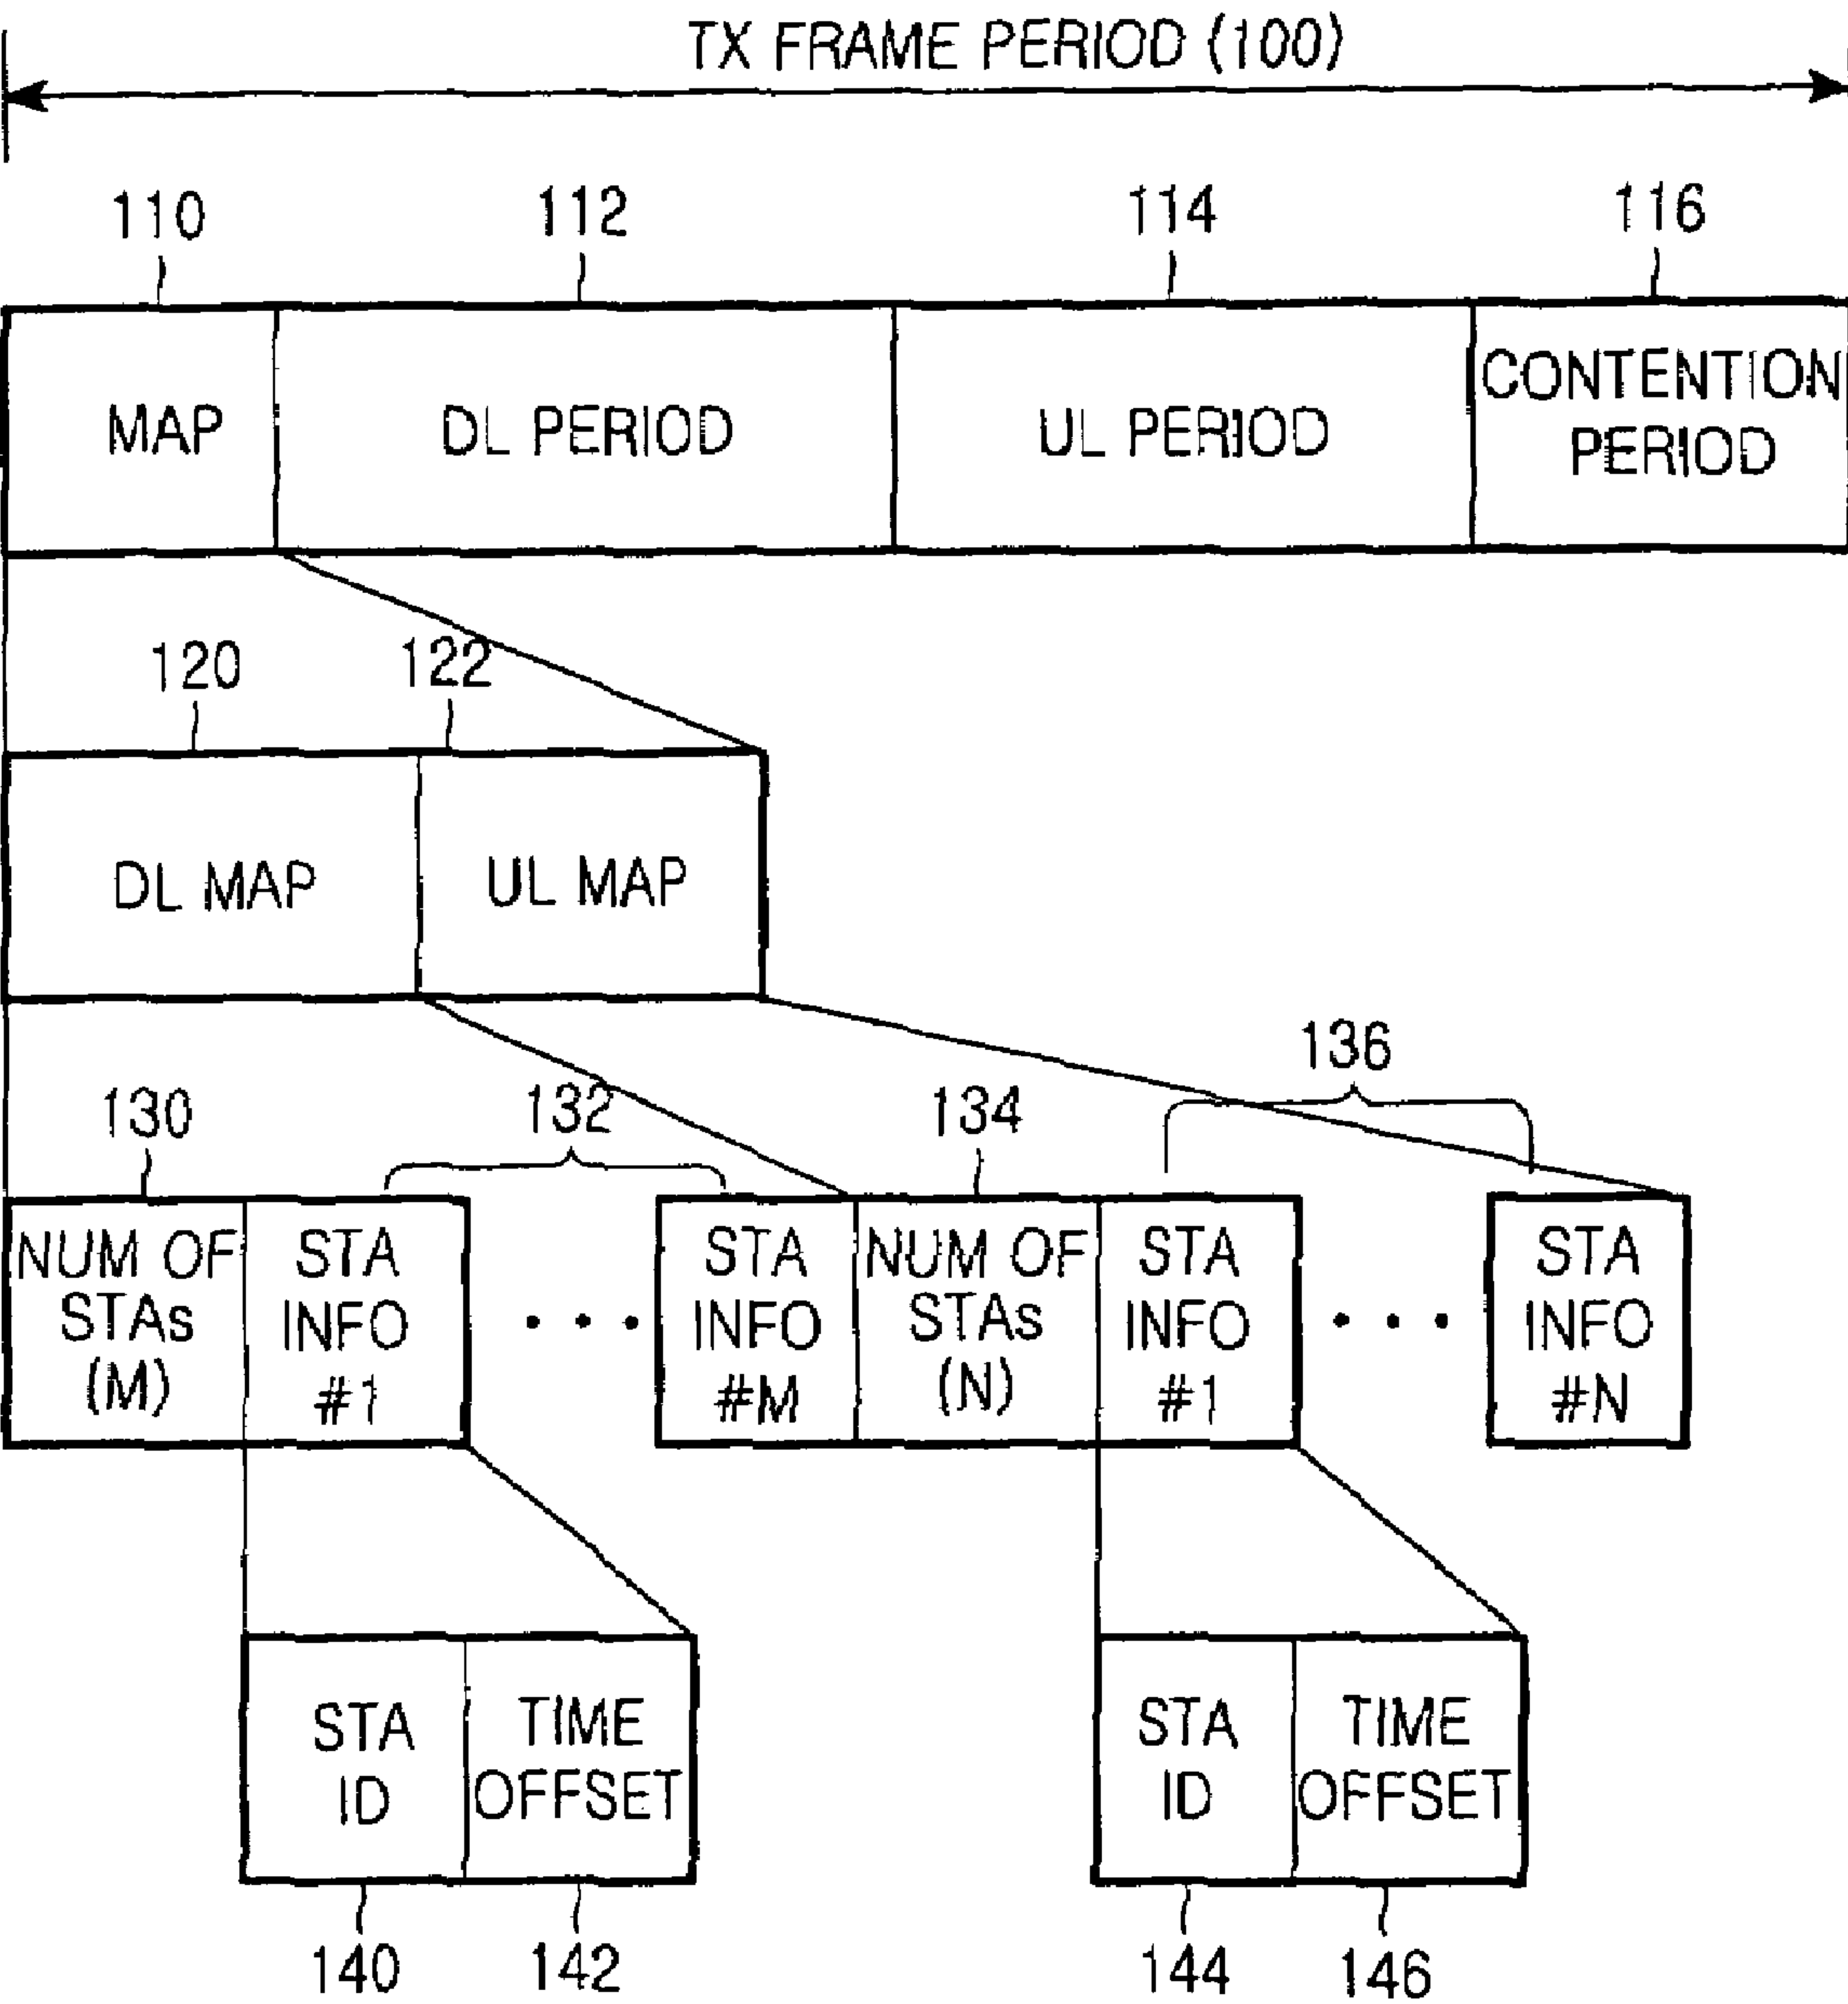 TX FRAME PERIOD (100)
110
112
114
116
MAP
DL PERIOD
UL PERIOD
CONTENTION
PERIOD
120
122
DL MAP
UL MAP
130
132
134
136
NUM OF
STAs
(M)
STA
INFO
#1
• • •
STA
INFO
#M
NUM OF
STAs
(N)
STA
INFO
#1
• • •
STA
INFO
#N
STA
ID
TIME
OFFSET
STA
ID
TIME
OFFSET
140
142
144
146